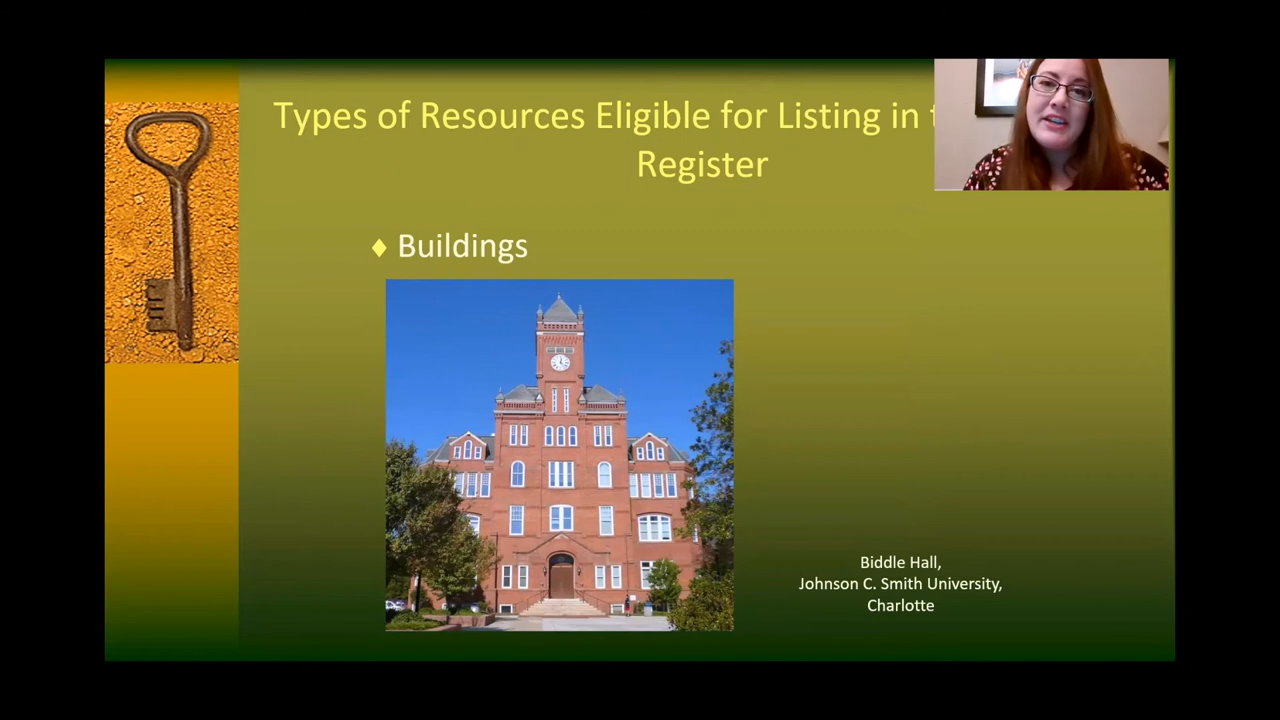 Types of Resources Eligible for Listing in
Register
Buildings
Biddle Hall,
Johnson C. Smith University,
Charlotte